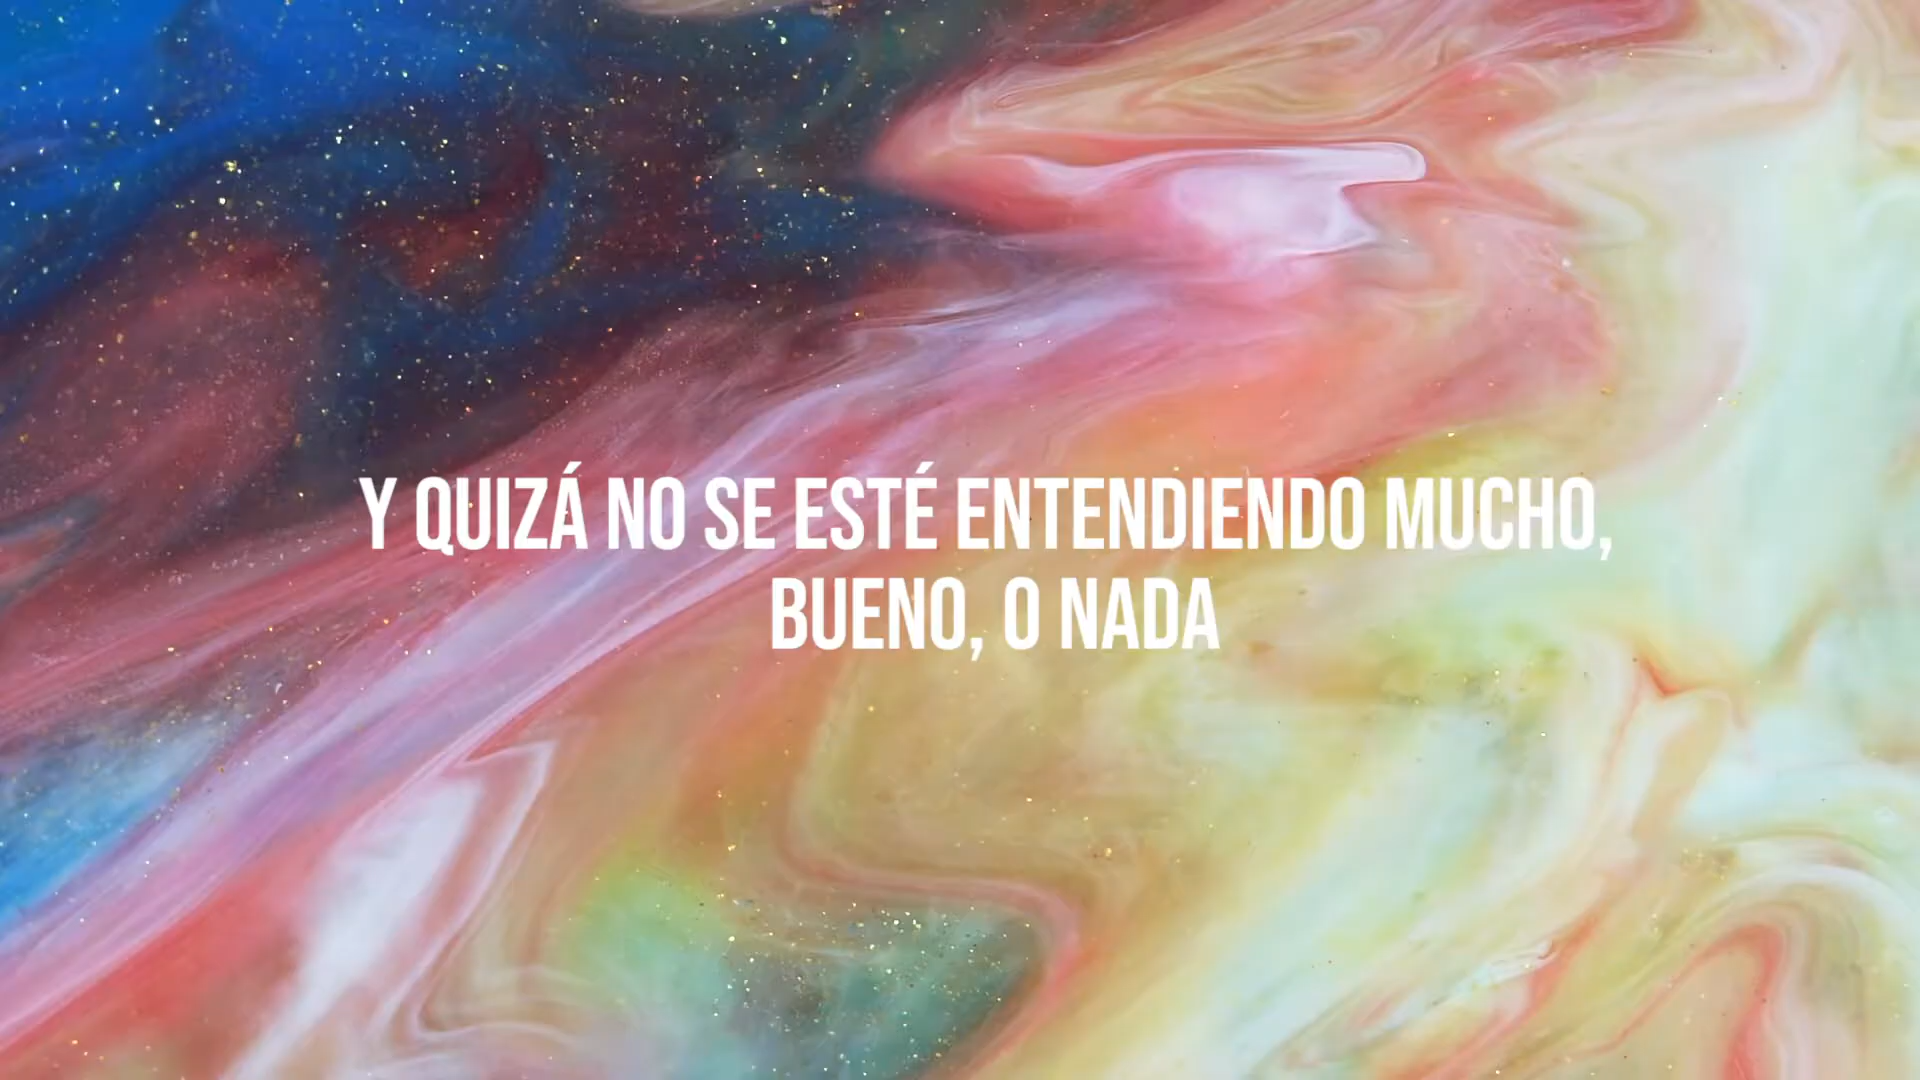 Y QUIZÁ NO SE ESTÉ ENTENDIENDO MUCHO,
BUENO, O NADA